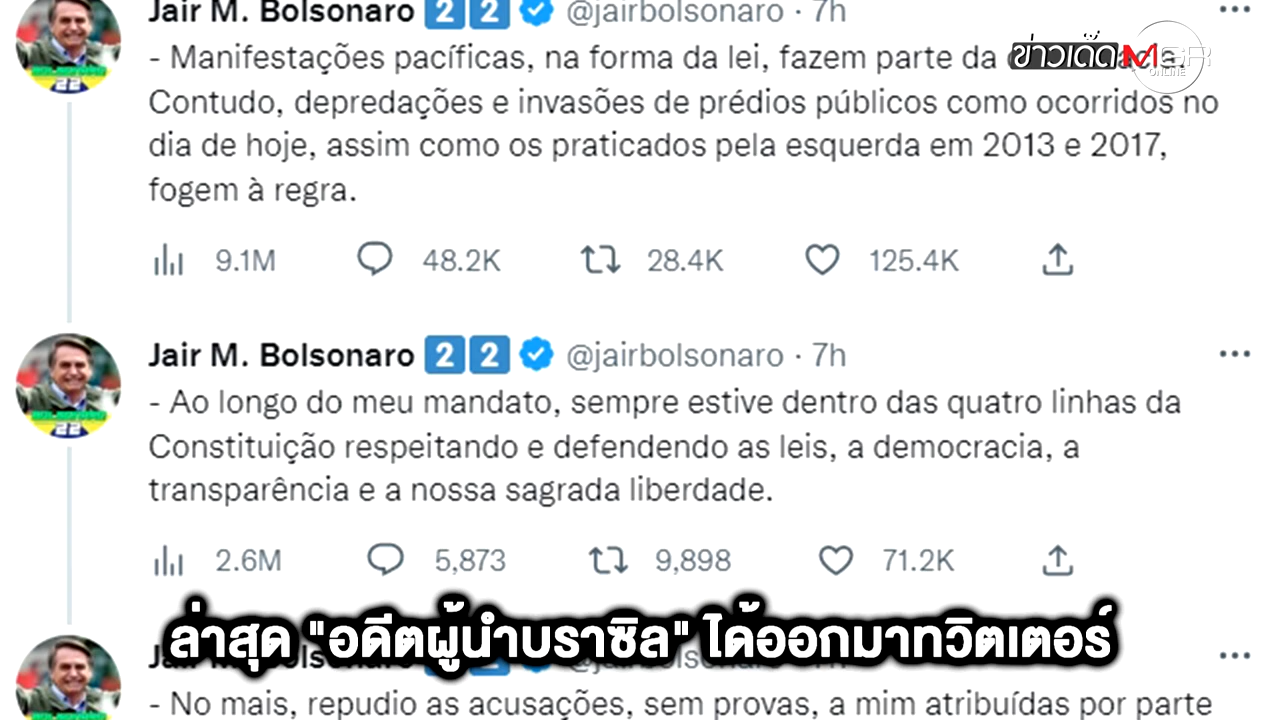 Jair M. Bolsonaro 2 2 @jairbolsonaro · 7h
- Manifestações pacíficas, na forma da lei, fazem parte da
ข่าวเด็ด MGR
ONLINE
Contudo, depredações e invasões de prédios públicos como ocorridos no
dia de hoje, assim como os praticados pela esquerda em 2013 e 2017,
fogem à regra.
9.1M 48.2K 28.4K 125.4K
Jair M. Bolsonaro 2 2 @jairbolsonaro · 7h
- Ao longo do meu mandato, sempre estive dentro das quatro linhas da
Constituição respeitando e defendendo as leis, a democracia, a
transparência e a nossa sagrada liberdade.
2.6M 5,873 9,898 71.2K
ล่าสุด "อดีตผู้นำบราซิล" ได้ออกมาทวิตเตอร์
- No mais, repudio as acusações, sem provas, a mim atribuídas por parte